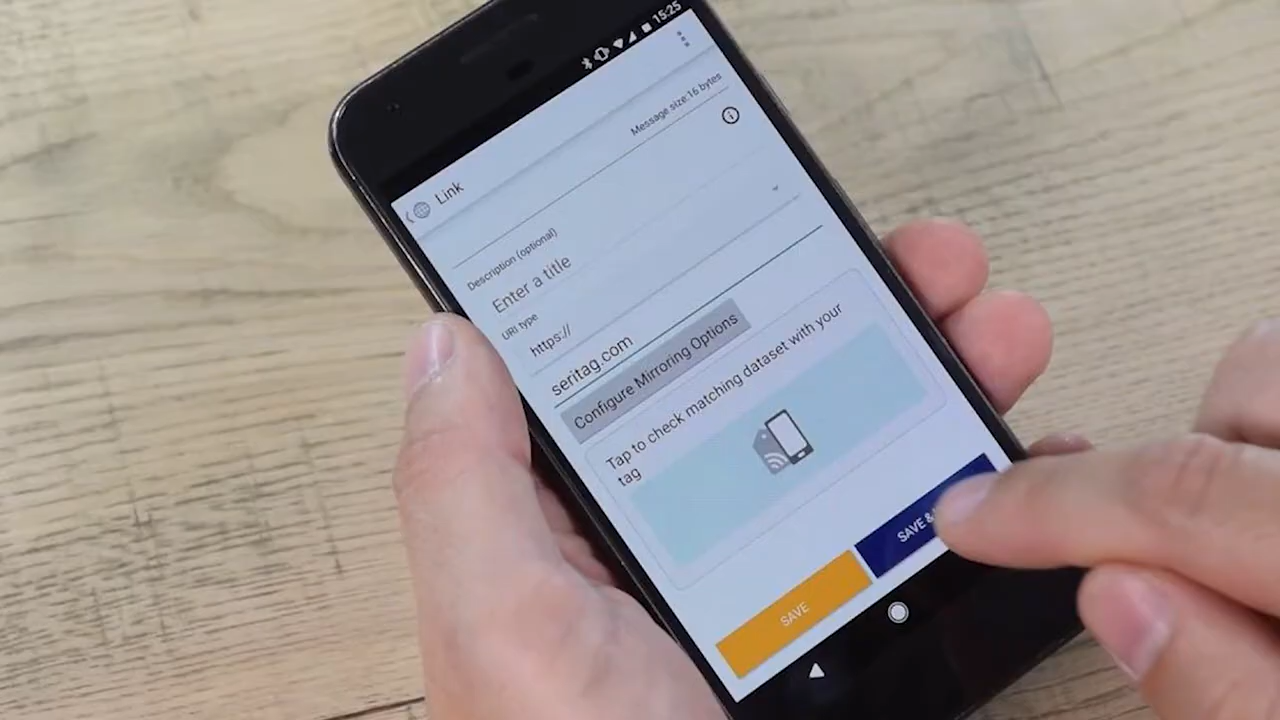 15:25
Link
Message size:16 bytes
Description (optional)
Enter a title
URI type
https://
seritag.com
Configure Mirroring Options
Tap to check matching dataset with your
tag
SAVE
SAVE &